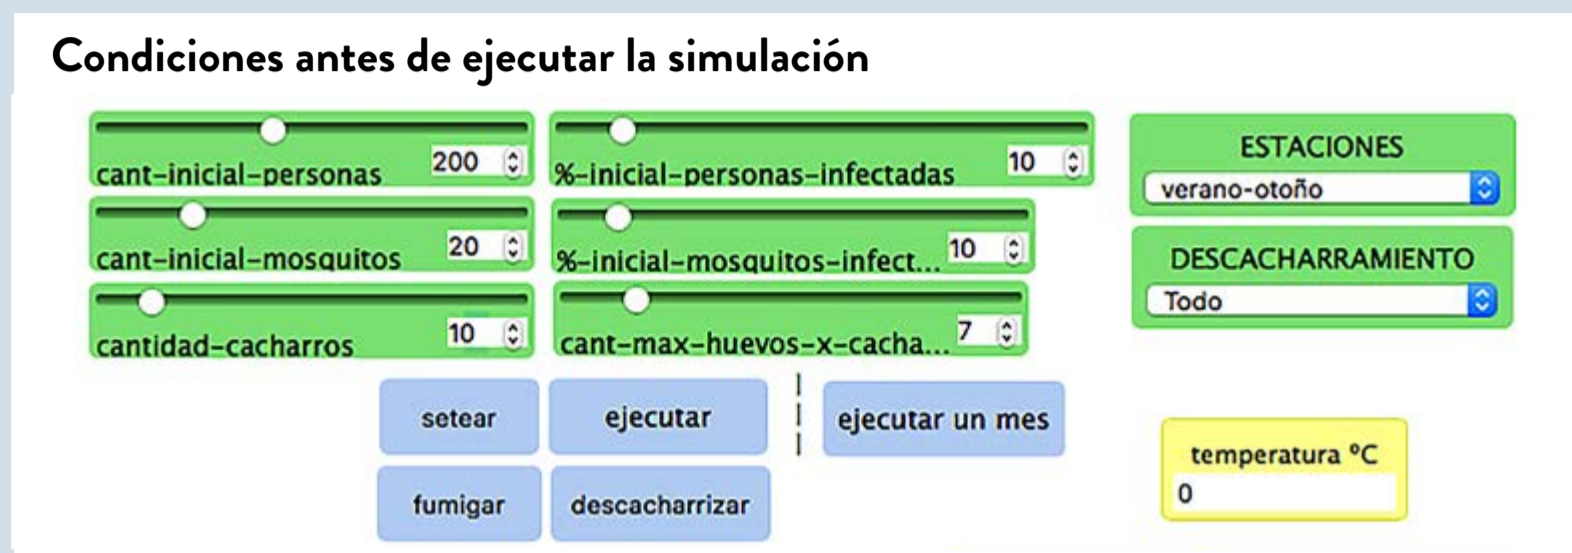 Condiciones antes de ejecutar la simulación
cant-inicial-personas 200
%-inicial-personas-infectadas 10
ESTACIONES
verano-otoño
cant-inicial-mosquitos 20
%-inicial-mosquitos-infect... 10
DESCACHARRAMIENTO
Todo
cantidad-cacharros 10
cant-max-huevos-x-cacha... 7
setear
ejecutar
ejecutar un mes
fumigar
descacharrizar
temperatura ºC
0